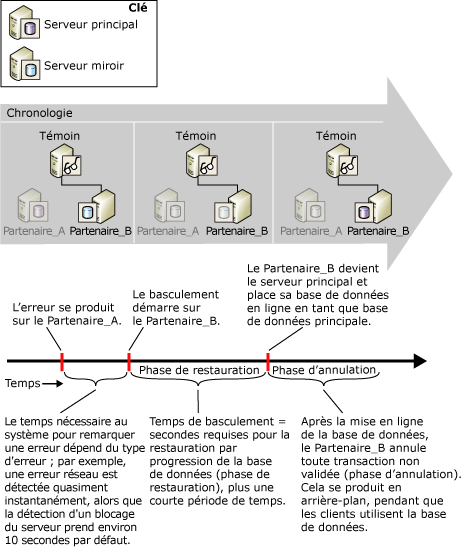 Clé
Serveur principal
Serveur miroir
Chronologie
Témoin
Témoin
Témoin
Partenaire_A
Partenaire_B
Partenaire_A
Partenaire_B
Partenaire_A
Partenaire_B
L'erreur se produit
sur le Partenaire_A.
Le basculement
démarre sur
le Partenaire_B.
Le Partenaire_B devient
le serveur principal et
place sa base de données
en ligne en tant que base
de données principale.
Temps
Phase de restauration
Phase d'annulation
Le temps nécessaire au
système pour remarquer
une erreur dépend du type
d'erreur ; par exemple,
une erreur réseau est
détectée quasiment
instantanément, alors que
la détection d'un blocage
du serveur prend environ
10 secondes par défaut.
Temps de basculement =
secondes requises pour la
restauration par
progression de la base
de données (phase de
restauration), plus une
courte période de temps.
Après la mise en ligne
de la base de données,
le Partenaire_B annule
toute transaction non
validée (phase d'annulation).
Cela se produit en
arrière-plan, pendant que
les clients utilisent la base
de données.